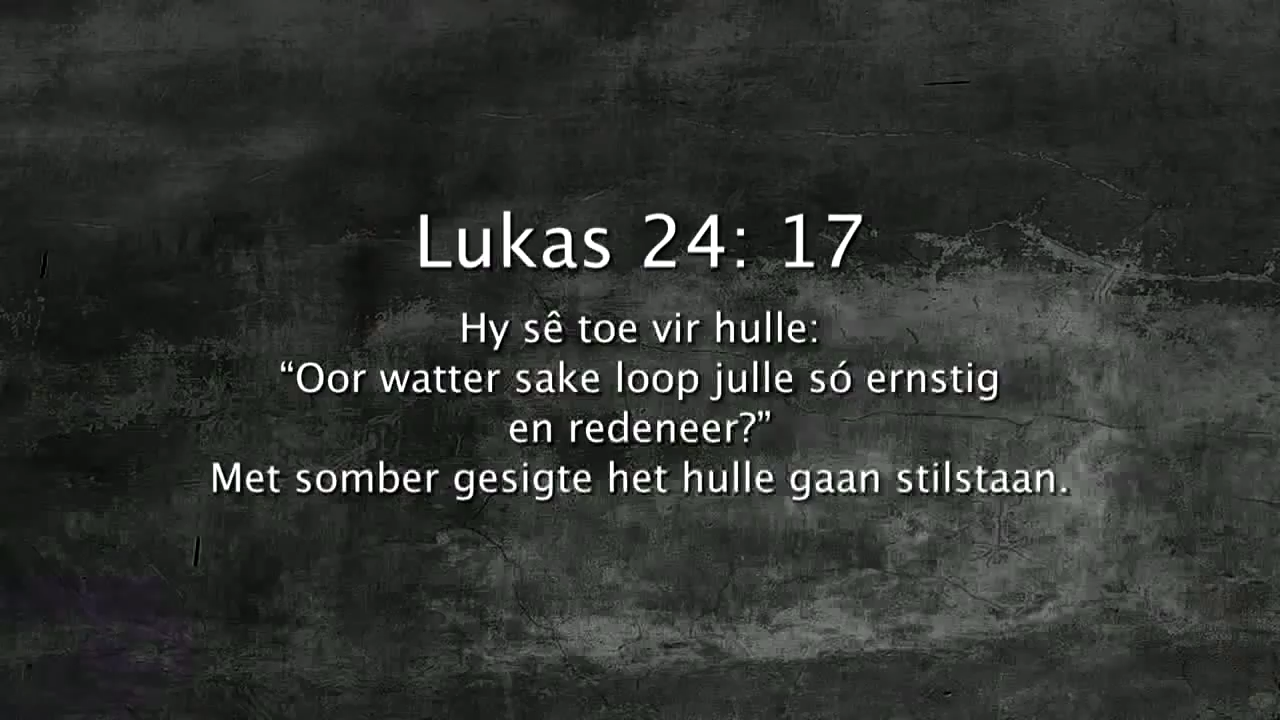 Lukas 24: 17
Hy sê toe vir hulle:
“Oor watter sake loop julle só ernstig
en redeneer?”
Met somber gesigte het hulle gaan stilstaan.